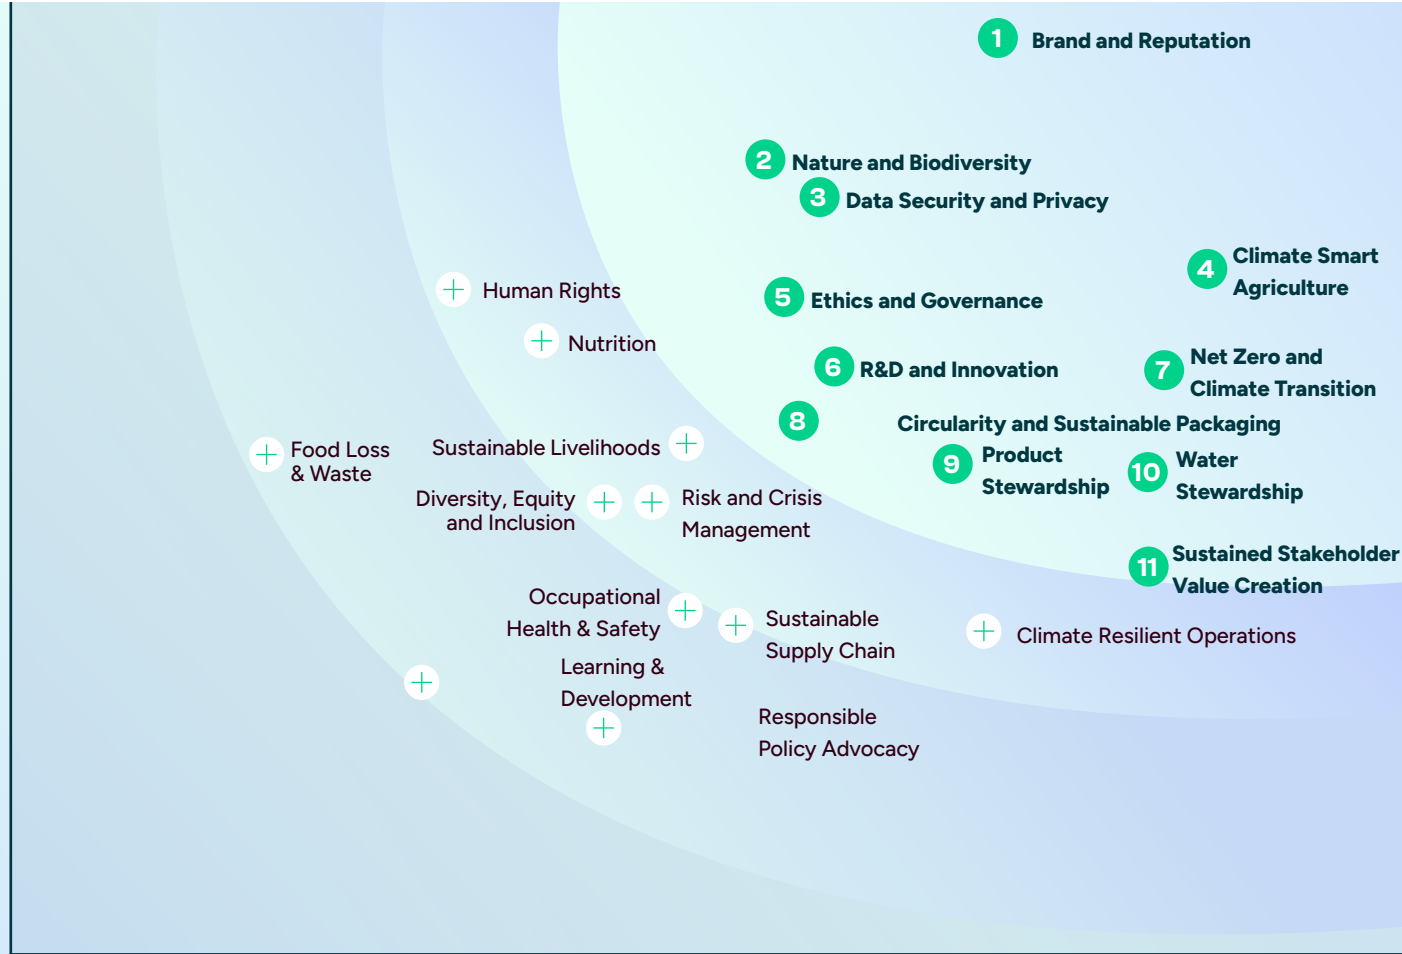 1 Brand and Reputation
2 Nature and Biodiversity
3 Data Security and Privacy
4 Climate Smart
Agriculture
Human Rights
5 Ethics and Governance
Nutrition
6 R&D and Innovation
7 Net Zero and
Climate Transition
8 Circularity and Sustainable Packaging
Food Loss
& Waste
Sustainable Livelihoods
9 Product
Stewardship
10 Water
Stewardship
Diversity, Equity
and Inclusion
Risk and Crisis
Management
11 Sustained Stakeholder
Value Creation
Occupational
Health & Safety
Sustainable
Supply Chain
Climate Resilient Operations
Learning &
Development
Responsible
Policy Advocacy